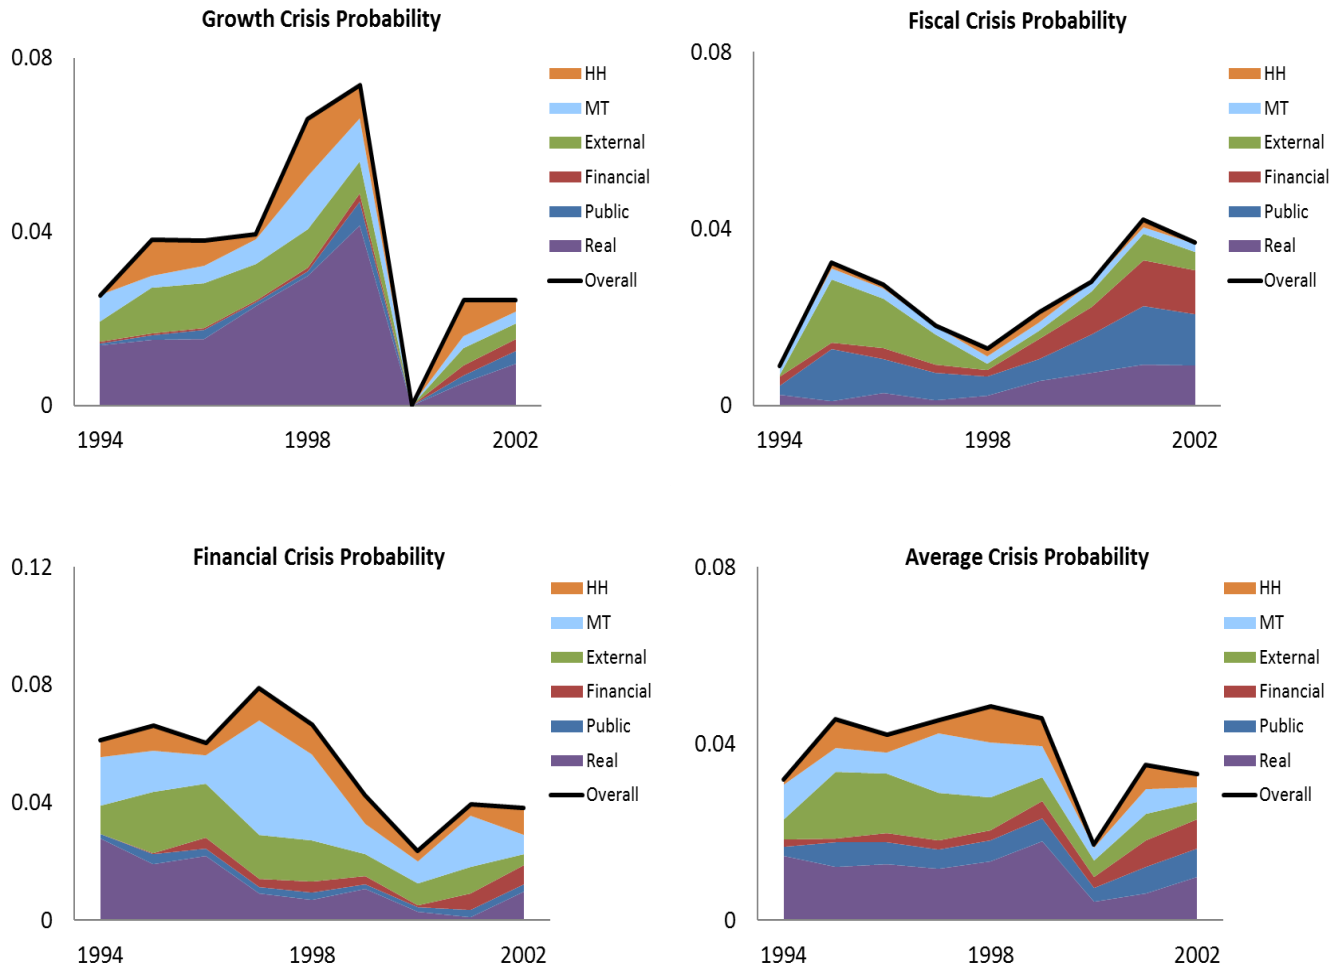 Growth Crisis Probability
0.08
0.04
0
1994
1998
2002
HH
MT
External
Financial
Public
Real
Overall
Fiscal Crisis Probability
0.08
0.04
0
1994
1998
2002
HH
MT
External
Financial
Public
Real
Overall
Financial Crisis Probability
0.12
0.08
0.04
0
1994
1998
2002
HH
MT
External
Financial
Public
Real
Overall
Average Crisis Probability
0.08
0.04
0
1994
1998
2002
HH
MT
External
Financial
Public
Real
Overall